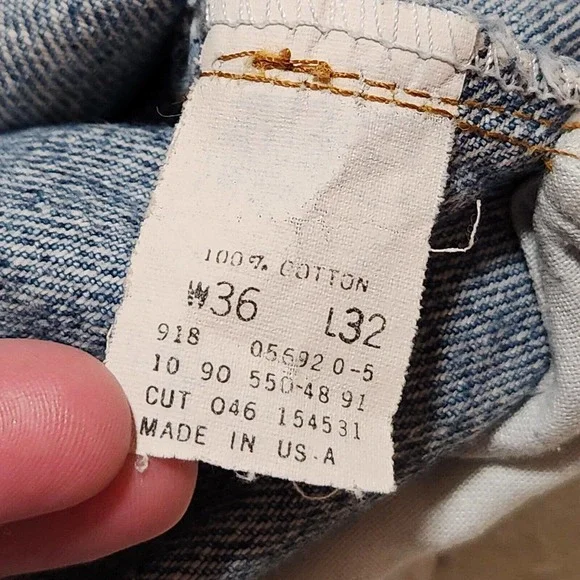 100% COTTON
W36 L32
918 05692 0-5
10 90 550-48 91
CUT 046 154531
MADE IN U.S.A